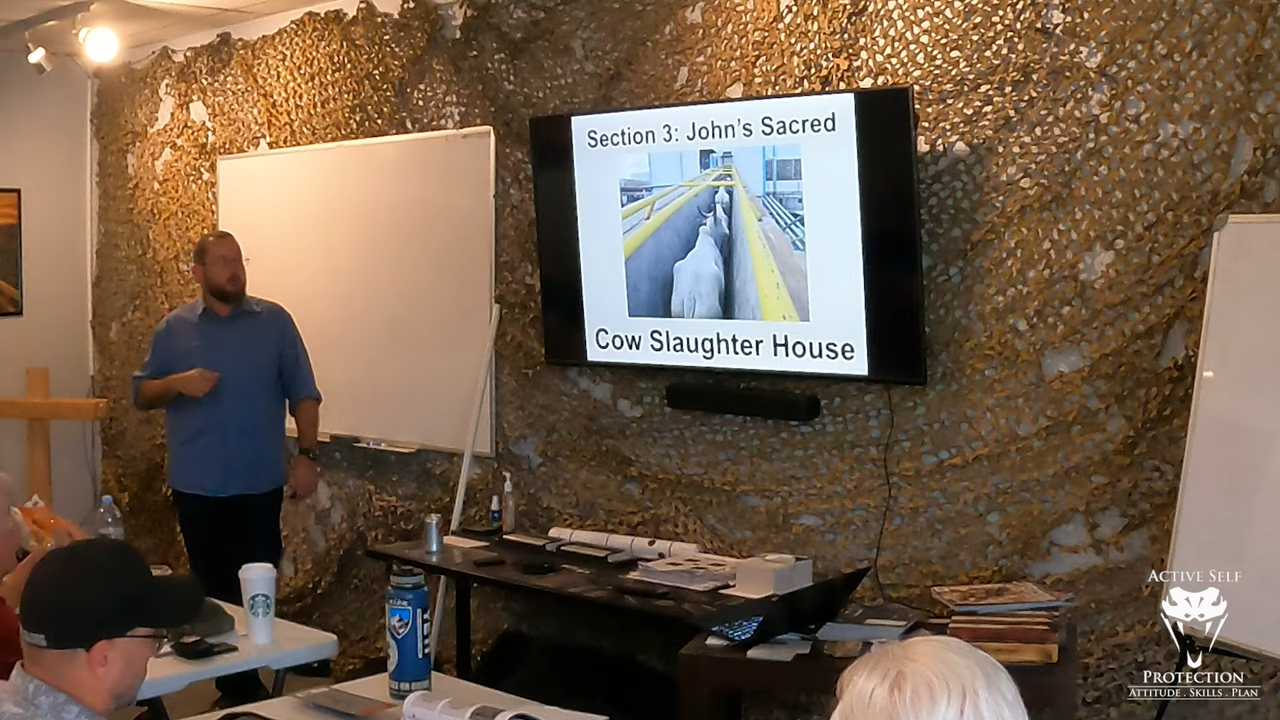 Section 3: John's Sacred
Cow Slaughter House
ACTIVE SELF
PROTECTION
ATTITUDE . SKILLS . PLAN